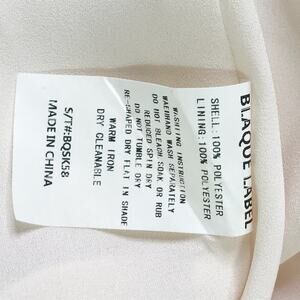 BLAQUE LABEL
SHELL: 100% POLYESTER
LINING: 100% POLYESTER
WASHING INSTRUCTION
WAEHHAND WASH SEPARATELY
DO NOT BLEACH.SOAK OR RUB
REDUCED SPIN DRY
DO NOT TUMBLE DRY
RE-SHAPED DRY FLAT IN SHADE
WARM IRON
DRY-CLEANABLE
S/T#:BQSK58
MADE IN CHINA